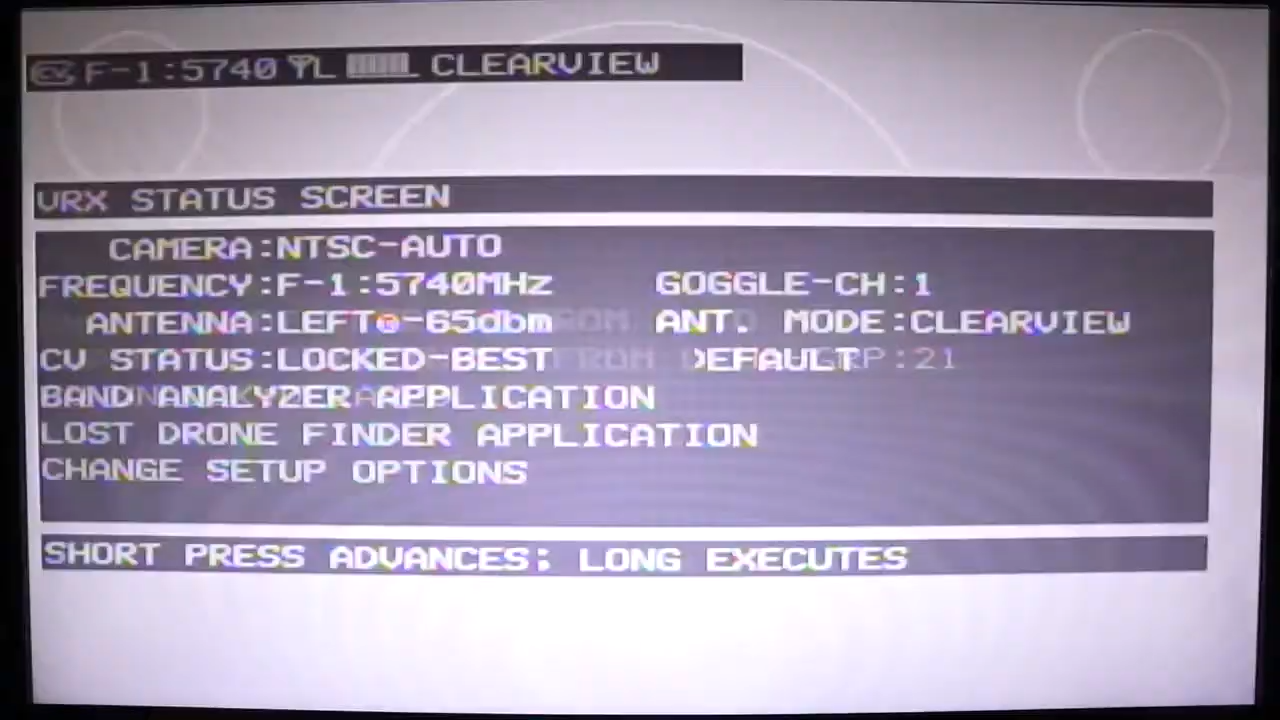 CV F-1:5740 L CLEARVIEW
VRX STATUS SCREEN
CAMERA:NTSC-AUTO
FREQUENCY:F-1:5740MHz GOGGLE-CH:1
ANTENNA:LEFT@-65dbm ANT. MODE:CLEARVIEW
CV STATUS:LOCKED-BEST DEFAULT :21
BAND ANALYZER APPLICATION
LOST DRONE FINDER APPLICATION
CHANGE SETUP OPTIONS
SHORT PRESS ADVANCES; LONG EXECUTES